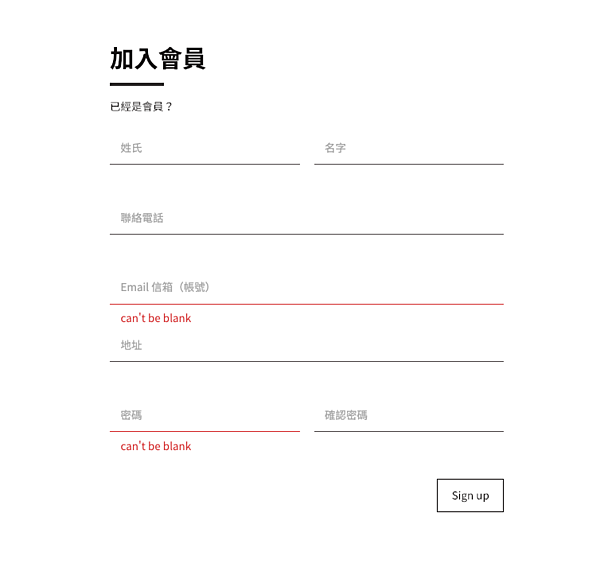 加入會員
已經是會員？
姓氏 名字
聯絡電話
Email 信箱（帳號）
can't be blank
地址
密碼 確認密碼
can't be blank
Sign up